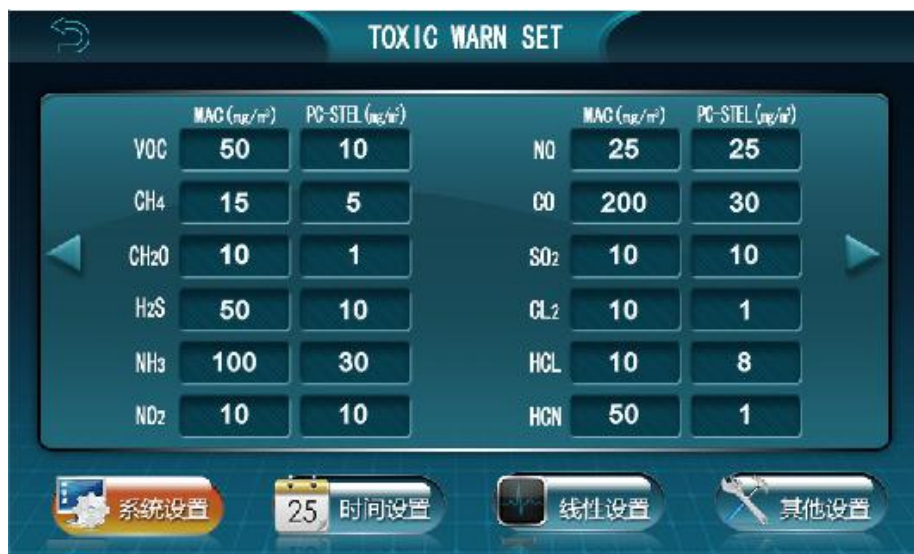 TOXIC WARN SET
MAC(mg/m³) PC-STEL(mg/m³) MAC(mg/m³) PC-STEL(mg/m³)
VOC 50 10 NO 25 25
CH4 15 5 CO 200 30
CH2O 10 1 SO2 10 10
H2S 50 10 CL2 10 1
NH3 100 30 HCL 10 8
NO2 10 10 HCN 50 1
系统设置 25 时间设置 线性设置 其他设置